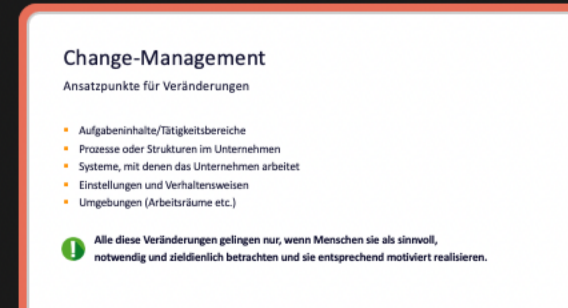 Change-Management
Ansatzpunkte für Veränderungen
Aufgabeninhalte/Tätigkeitsbereiche
Prozesse oder Strukturen im Unternehmen
Systeme, mit denen das Unternehmen arbeitet
Einstellungen und Verhaltensweisen
Umgebungen (Arbeitsräume etc.)
Alle diese Veränderungen gelingen nur, wenn Menschen sie als sinnvoll,
notwendig und zieldienlich betrachten und sie entsprechend motiviert realisieren.